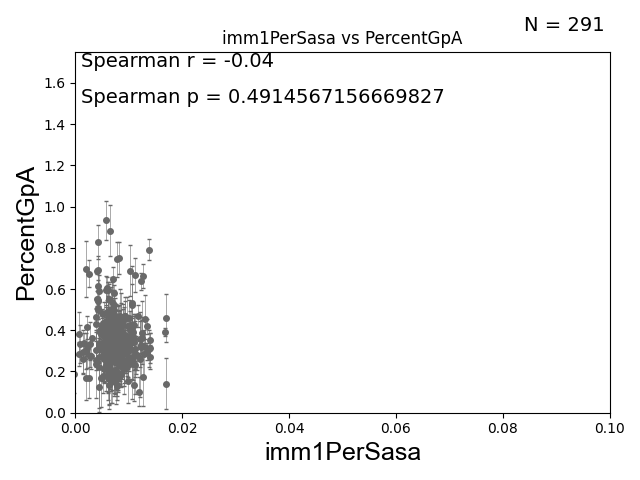 N = 291
imm1PerSasa vs PercentGpA
Spearman r = -0.04
Spearman p = 0.4914567156669827
PercentGpA
1.6
1.4
1.2
1.0
0.8
0.6
0.4
0.2
0.0
0.00 0.02 0.04 0.06 0.08 0.10
imm1PerSasa